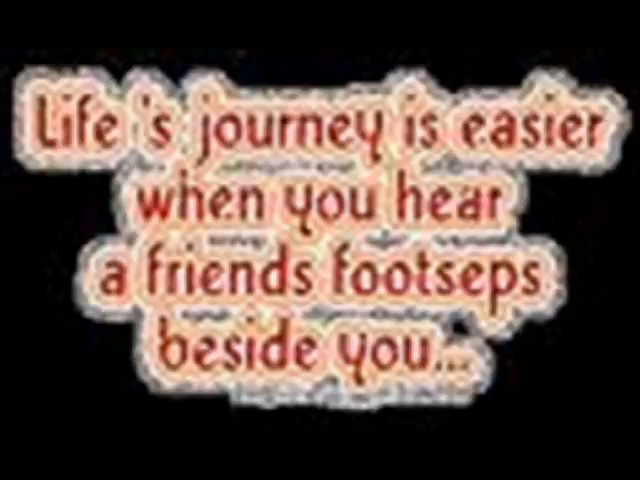 Life 's journey is easier
when you hear
a friends footseps
beside you...